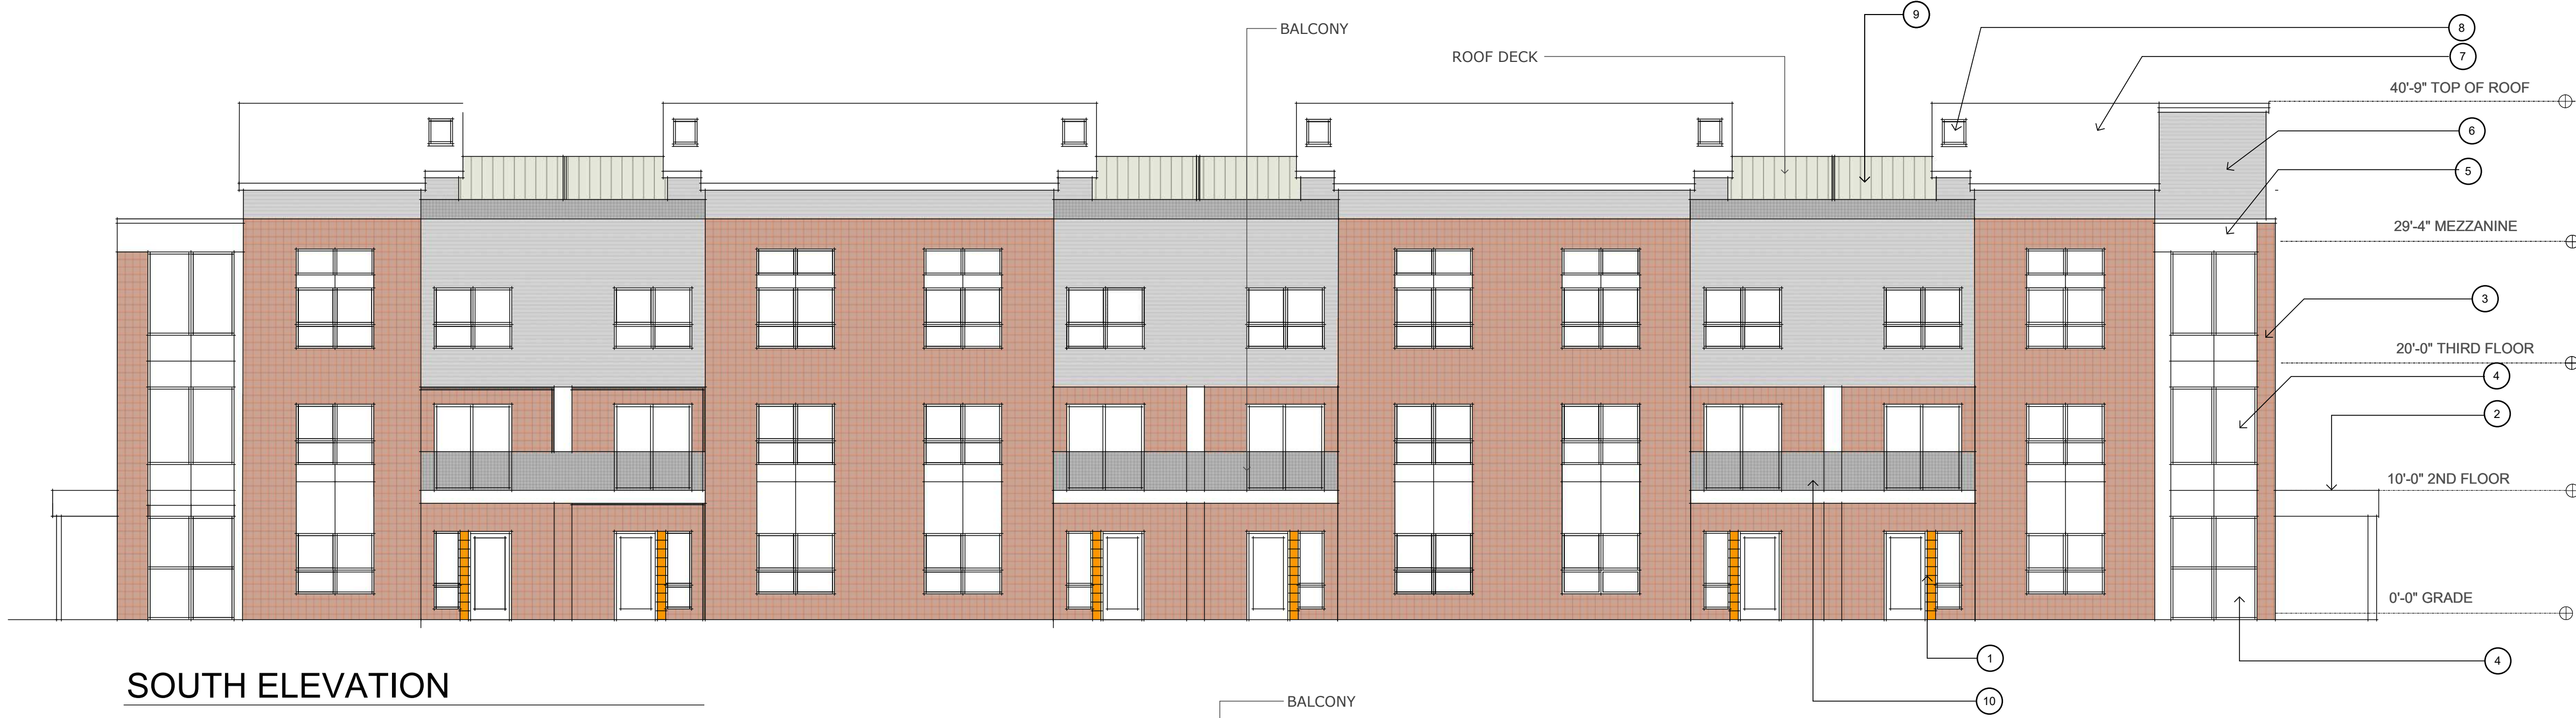 BALCONY
9
8
ROOF DECK
7
40'-9" TOP OF ROOF
6
5
29'-4" MEZZANINE
3
20'-0" THIRD FLOOR
4
2
10'-0" 2ND FLOOR
0'-0" GRADE
1
4
SOUTH ELEVATION
10
BALCONY